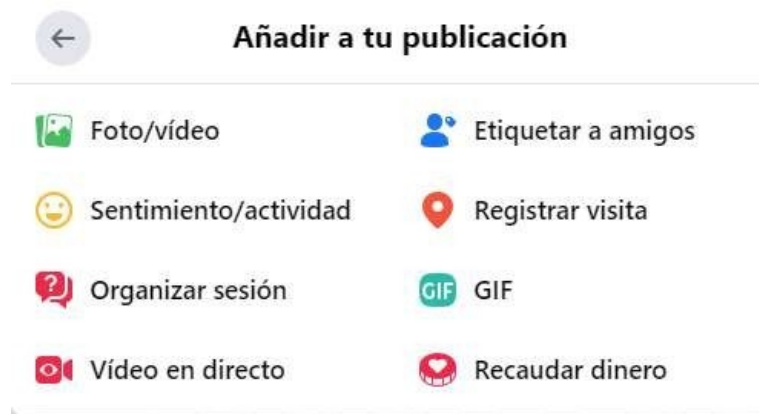 Añadir a tu publicación
Foto/vídeo
Etiquetar a amigos
Sentimiento/actividad
Registrar visita
?
Organizar sesión
GIF
GIF
Vídeo en directo
Recaudar dinero